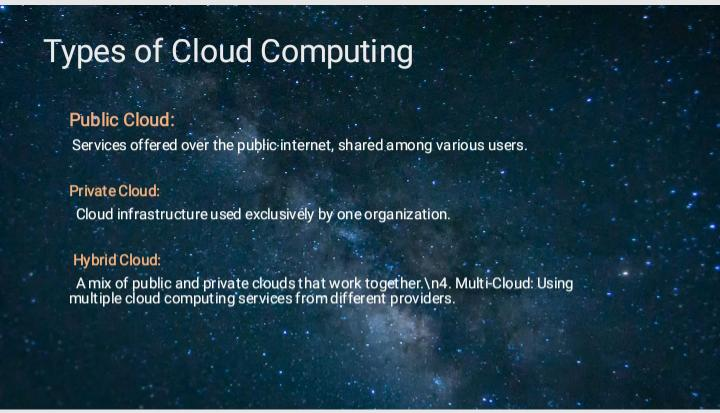 Types of Cloud Computing
Public Cloud:
Services offered over the public internet, shared among various users.
Private Cloud:
Cloud infrastructure used exclusively by one organization.
Hybrid Cloud:
A mix of public and private clouds that work together.\n4. Multi-Cloud: Using
multiple cloud computing services from different providers.